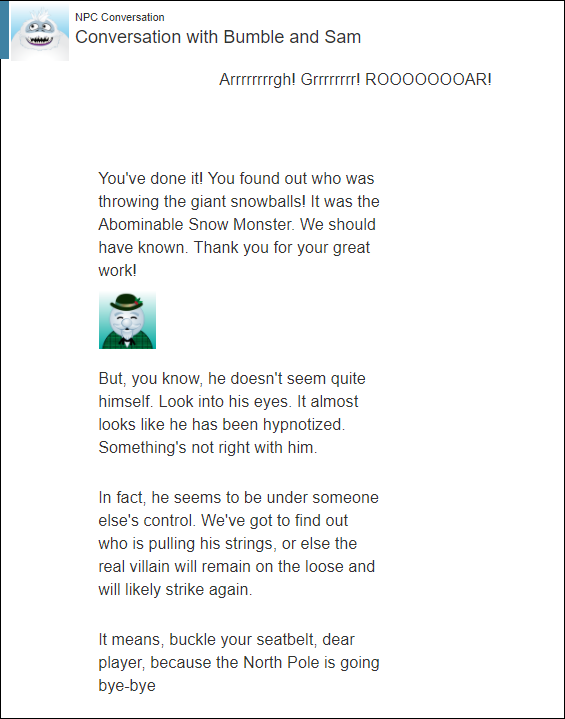 NPC Conversation
Conversation with Bumble and Sam
Arrrrrrrrgh! Grrrrrrrr! ROOOOOOOAR!
You've done it! You found out who was
throwing the giant snowballs! It was the
Abominable Snow Monster. We should
have known. Thank you for your great
work!
But, you know, he doesn't seem quite
himself. Look into his eyes. It almost
looks like he has been hypnotized.
Something's not right with him.
In fact, he seems to be under someone
else's control. We've got to find out
who is pulling his strings, or else the
real villain will remain on the loose and
will likely strike again.
It means, buckle your seatbelt, dear
player, because the North Pole is going
bye-bye